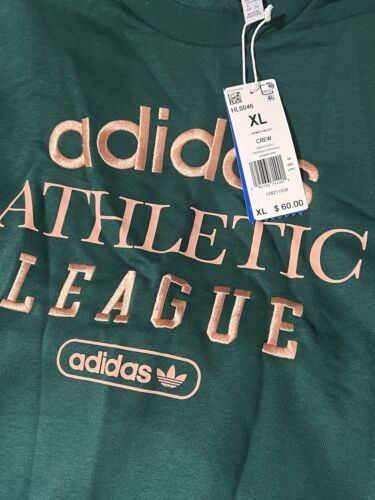 HL0046
XL
CREW
XL $ 60.00
adidas
ATHLETIC
LEAGUE
adidas